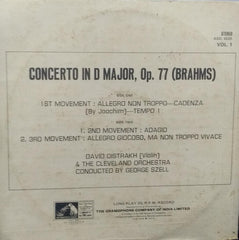 STEREO
VOL. 1
CONCERTO IN D MAJOR, Op. 77 (BRAHMS)
SIDE ONE
1ST MOVEMENT : ALLEGRO NON TROPPO—CADENZA
(By Joachim)—TEMPO I
SIDE TWO
1. 2ND MOVEMENT : ADAGIO
2. 3RD MOVEMENT : ALLEGRO GIOCOSO, MA NON TROPPO VIVACE
DAVID OISTRAKH (Violin)
& THE CLEVELAND ORCHESTRA
CONDUCTED BY GEORGE SZELL
LONG PLAY 33⅓ R.P.M. RECORD
THE GRAMOPHONE COMPANY OF INDIA LIMITED